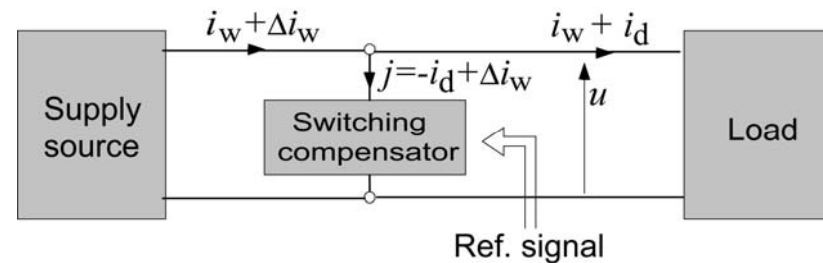 i_w + Δi_w
i_w + i_d
j=-i_d+Δi_w
u
Supply
source
Switching
compensator
Load
Ref. signal